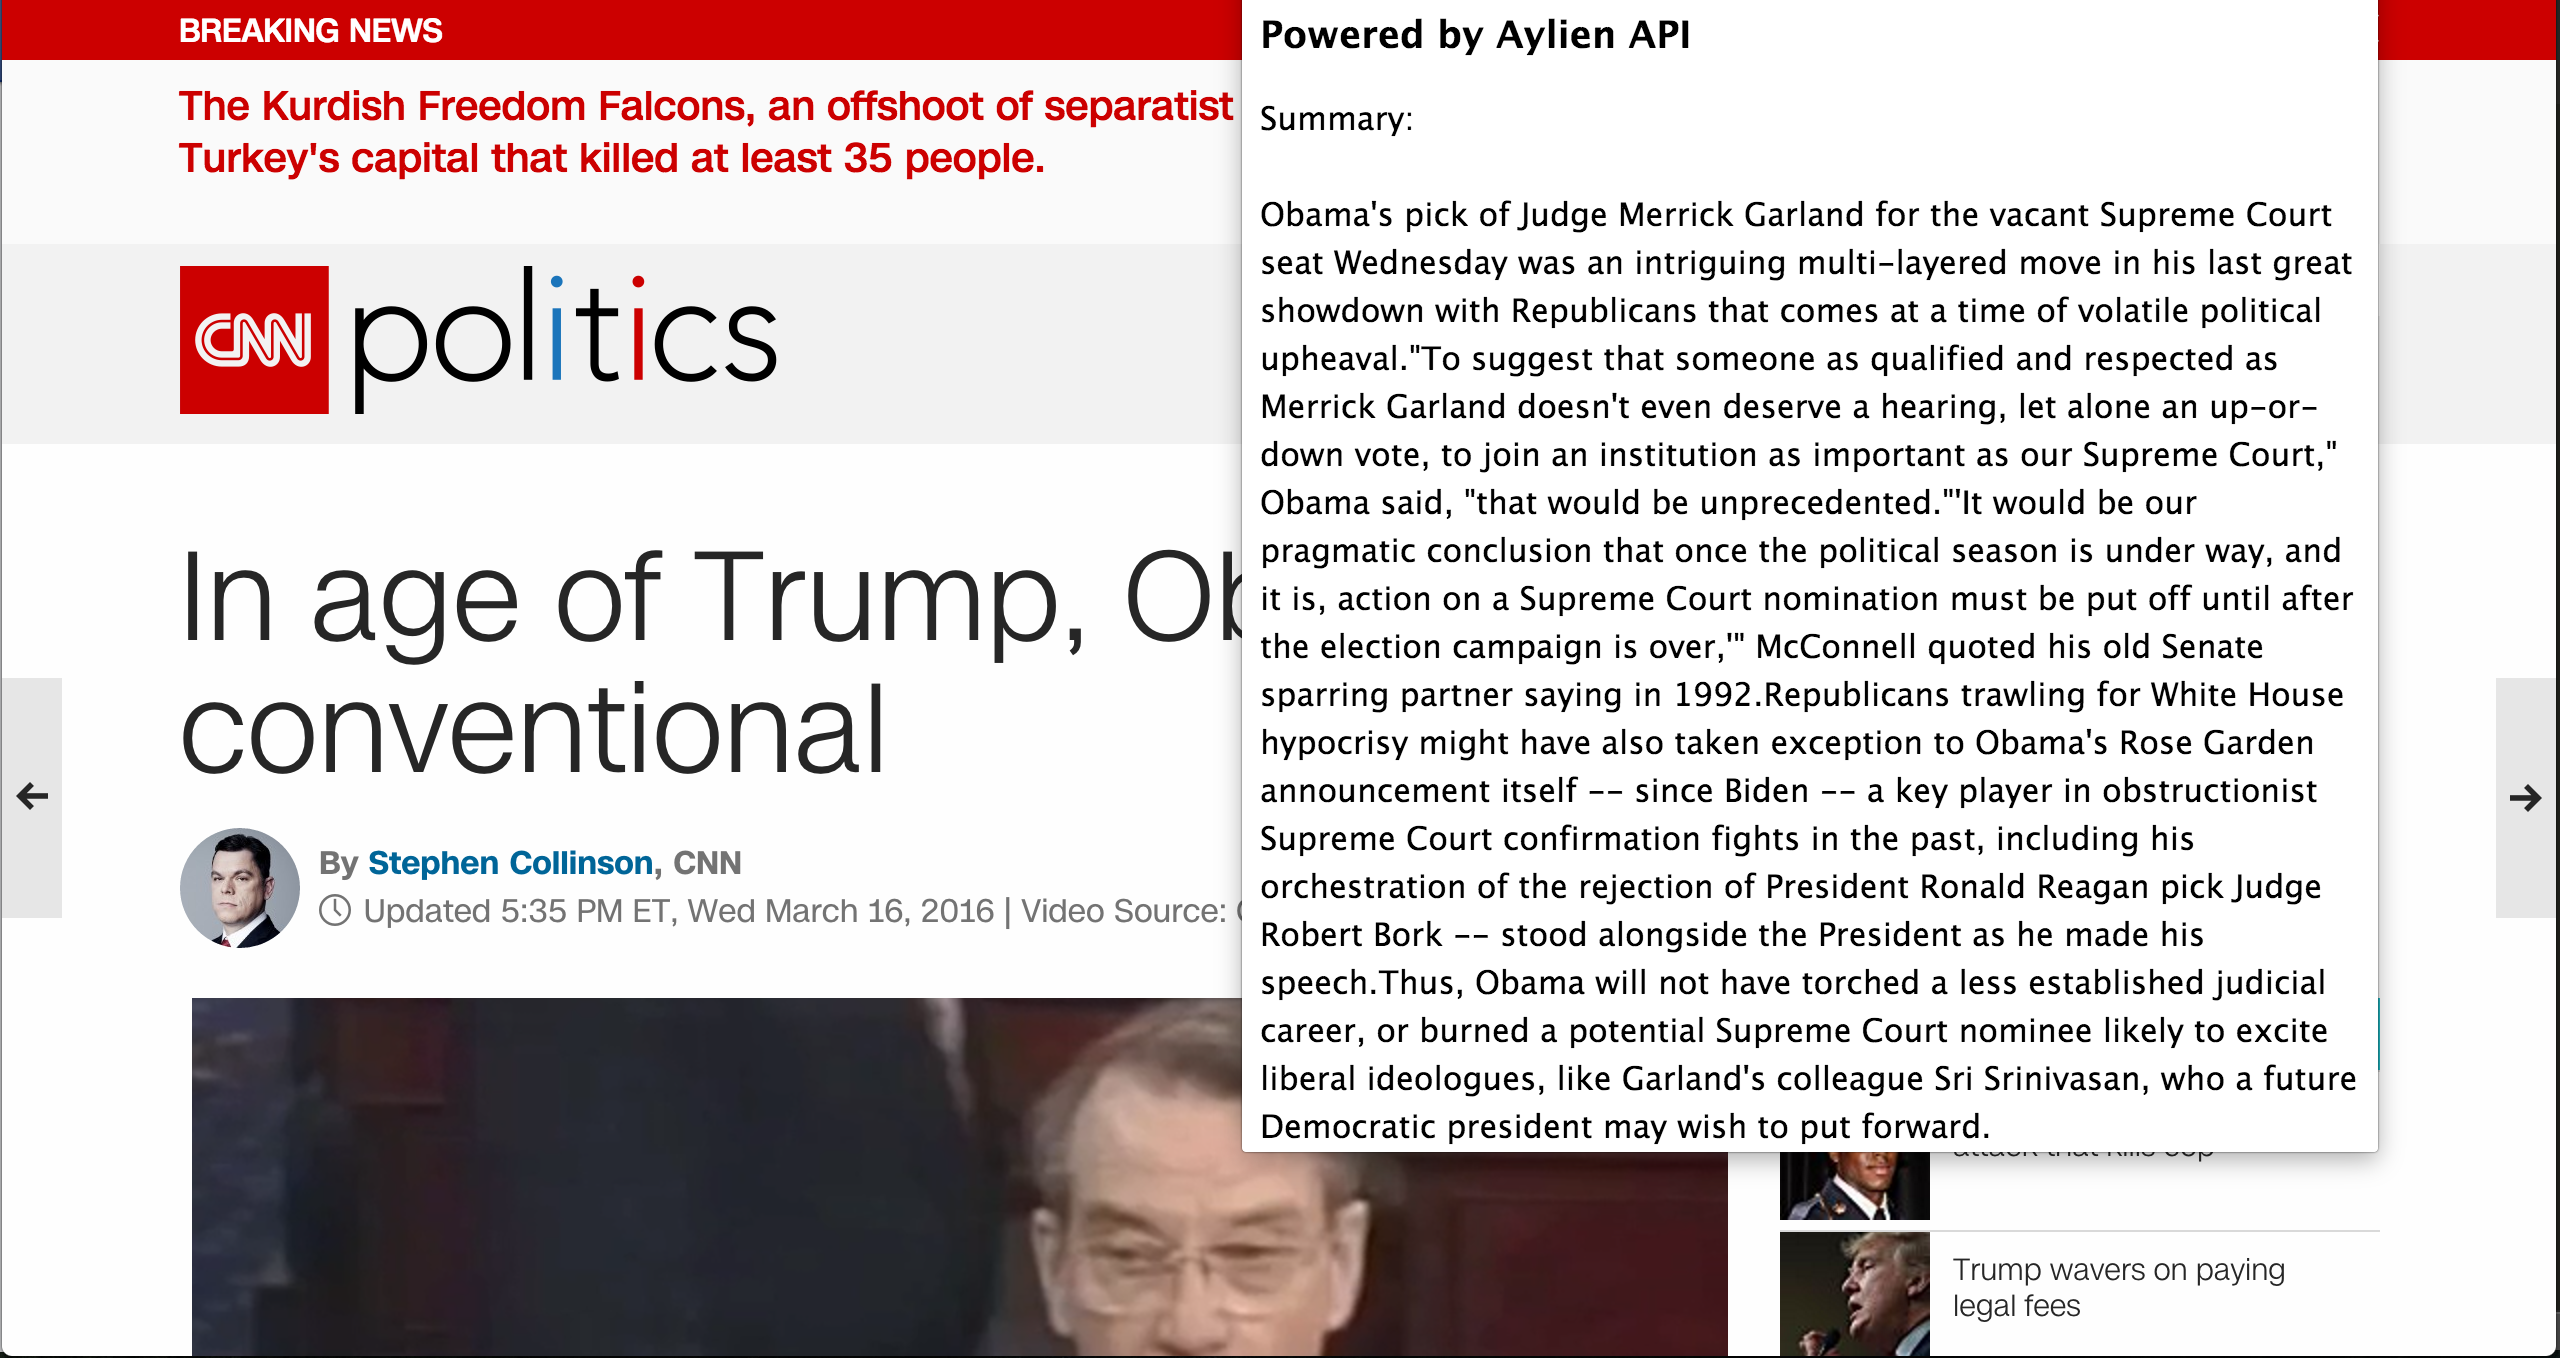 BREAKING NEWS
The Kurdish Freedom Falcons, an offshoot of separatist
Turkey's capital that killed at least 35 people.
CNN politics
In age of Trump,
conventional
By Stephen Collinson, CNN
Updated 5:35 PM ET, Wed March 16, 2016 | Video Source:
Powered by Aylien API
Summary:
Obama's pick of Judge Merrick Garland for the vacant Supreme Court
seat Wednesday was an intriguing multi-layered move in his last great
showdown with Republicans that comes at a time of volatile political
upheaval."To suggest that someone as qualified and respected as
Merrick Garland doesn't even deserve a hearing, let alone an up-or-
down vote, to join an institution as important as our Supreme Court,"
Obama said, "that would be unprecedented."'It would be our
pragmatic conclusion that once the political season is under way, and
it is, action on a Supreme Court nomination must be put off until after
the election campaign is over,'" McConnell quoted his old Senate
sparring partner saying in 1992.Republicans trawling for White House
hypocrisy might have also taken exception to Obama's Rose Garden
announcement itself -- since Biden -- a key player in obstructionist
Supreme Court confirmation fights in the past, including his
orchestration of the rejection of President Ronald Reagan pick Judge
Robert Bork -- stood alongside the President as he made his
speech.Thus, Obama will not have torched a less established judicial
career, or burned a potential Supreme Court nominee likely to excite
liberal ideologues, like Garland's colleague Sri Srinivasan, who a future
Democratic president may wish to put forward.
attack that kills cop
Trump wavers on paying
legal fees